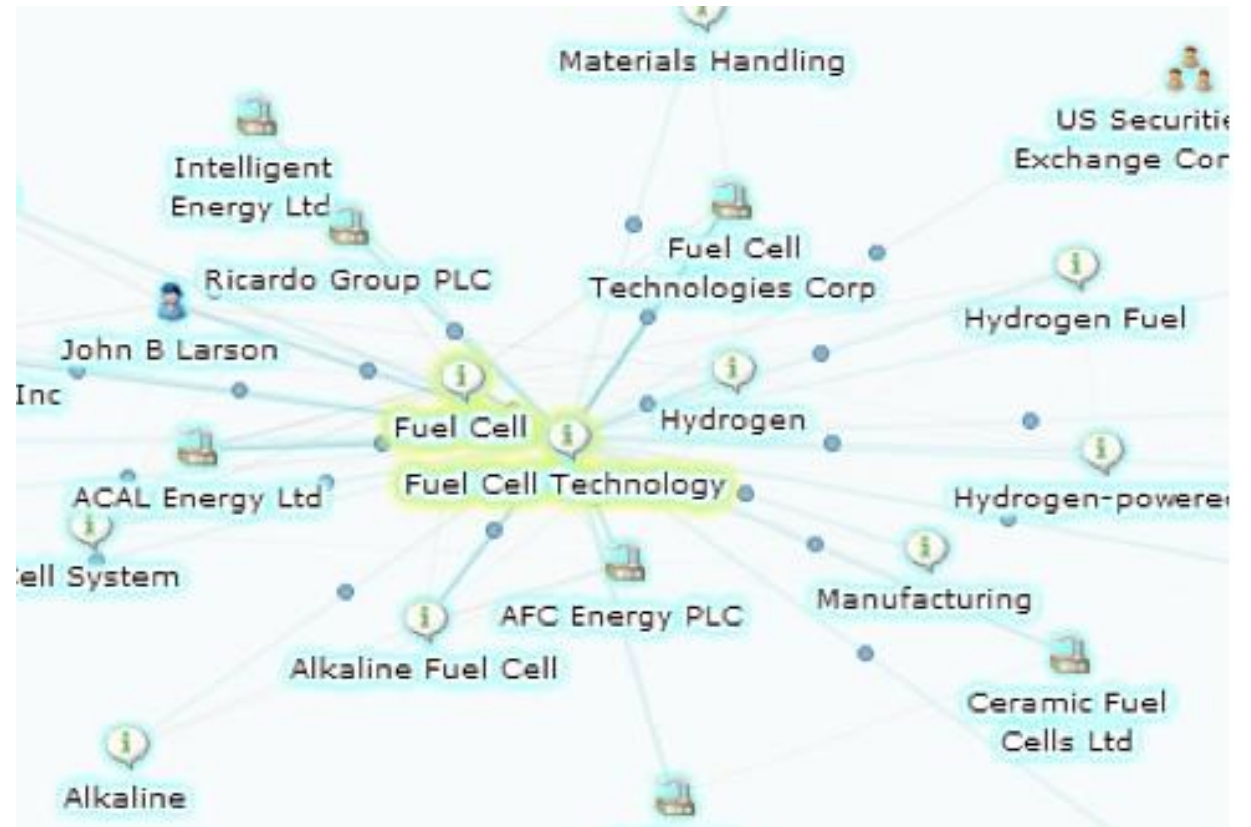 Materials Handling
US Securitie
Exchange Cor
Intelligent
Energy Ltd
Fuel Cell
Technologies Corp
Ricardo Group PLC
Hydrogen Fuel
John B Larson
Inc
Hydrogen
Fuel Cell
Fuel Cell Technology
ACAL Energy Ltd
Hydrogen-powere
ell System
Manufacturing
AFC Energy PLC
Alkaline Fuel Cell
Ceramic Fuel
Cells Ltd
Alkaline